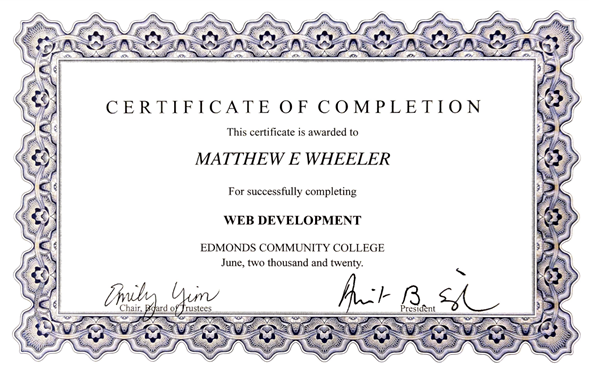 CERTIFICATE OF COMPLETION
This certificate is awarded to
MATTHEW E WHEELER
For successfully completing
WEB DEVELOPMENT
EDMONDS COMMUNITY COLLEGE
June, two thousand and twenty.
Emily Yim
Chair, Board of Trustees
Amit B.
President